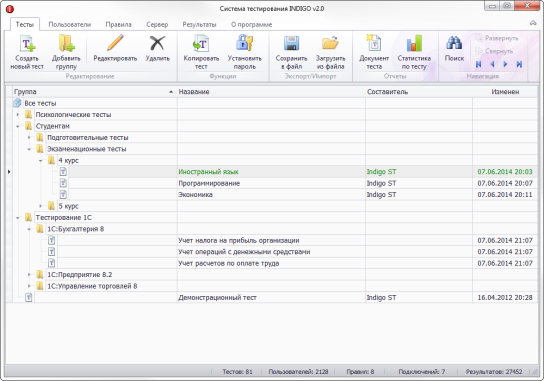 Система тестирования INDIGO v2.0
Тесты Пользователи Правила Сервер Результаты О программе
Создать новый тест
Добавить группу
Редактировать
Удалить
Копировать тест
Установить пароль
Сохранить в файл
Загрузить из файла
Документ теста
Статистика по тесту
Поиск
Развернуть
Свернуть
Редактирование Функции Экспорт/Импорт Отчеты Навигация
Группа Название Составитель Изменен
Все тесты
Психологические тесты
Студентам
Подготовительные тесты
Экзаменационные тесты
4 курс
Иностранный язык Indigo ST 07.06.2014 20:03
Программирование Indigo ST 07.06.2014 20:07
Экономика Indigo ST 07.06.2014 20:11
5 курс
Тестирование 1С
1С:Бухгалтерия 8
Учет налога на прибыль организации 07.06.2014 21:07
Учет операций с денежными средствами 07.06.2014 21:07
Учет расчетов по оплате труда 07.06.2014 21:07
1С:Предприятие 8.2
1С:Управление торговлей 8
Демонстрационный тест Indigo ST 16.04.2012 20:28
Тестов: 81 Пользователей: 2128 Правил: 8 Подключений: 7 Результатов: 27452